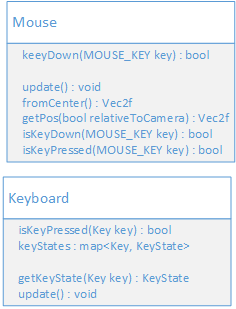 Mouse
keeyDown(MOUSE_KEY key) : bool
update() : void
fromCenter() : Vec2f
getPos(bool relativeToCamera) : Vec2f
isKeyDown(MOUSE_KEY key) : bool
isKeyPressed(MOUSE_KEY key) : bool
Keyboard
isKeyPressed(Key key) : bool
keyStates : map<Key, KeyState>
getKeyState(Key key) : KeyState
update() : void